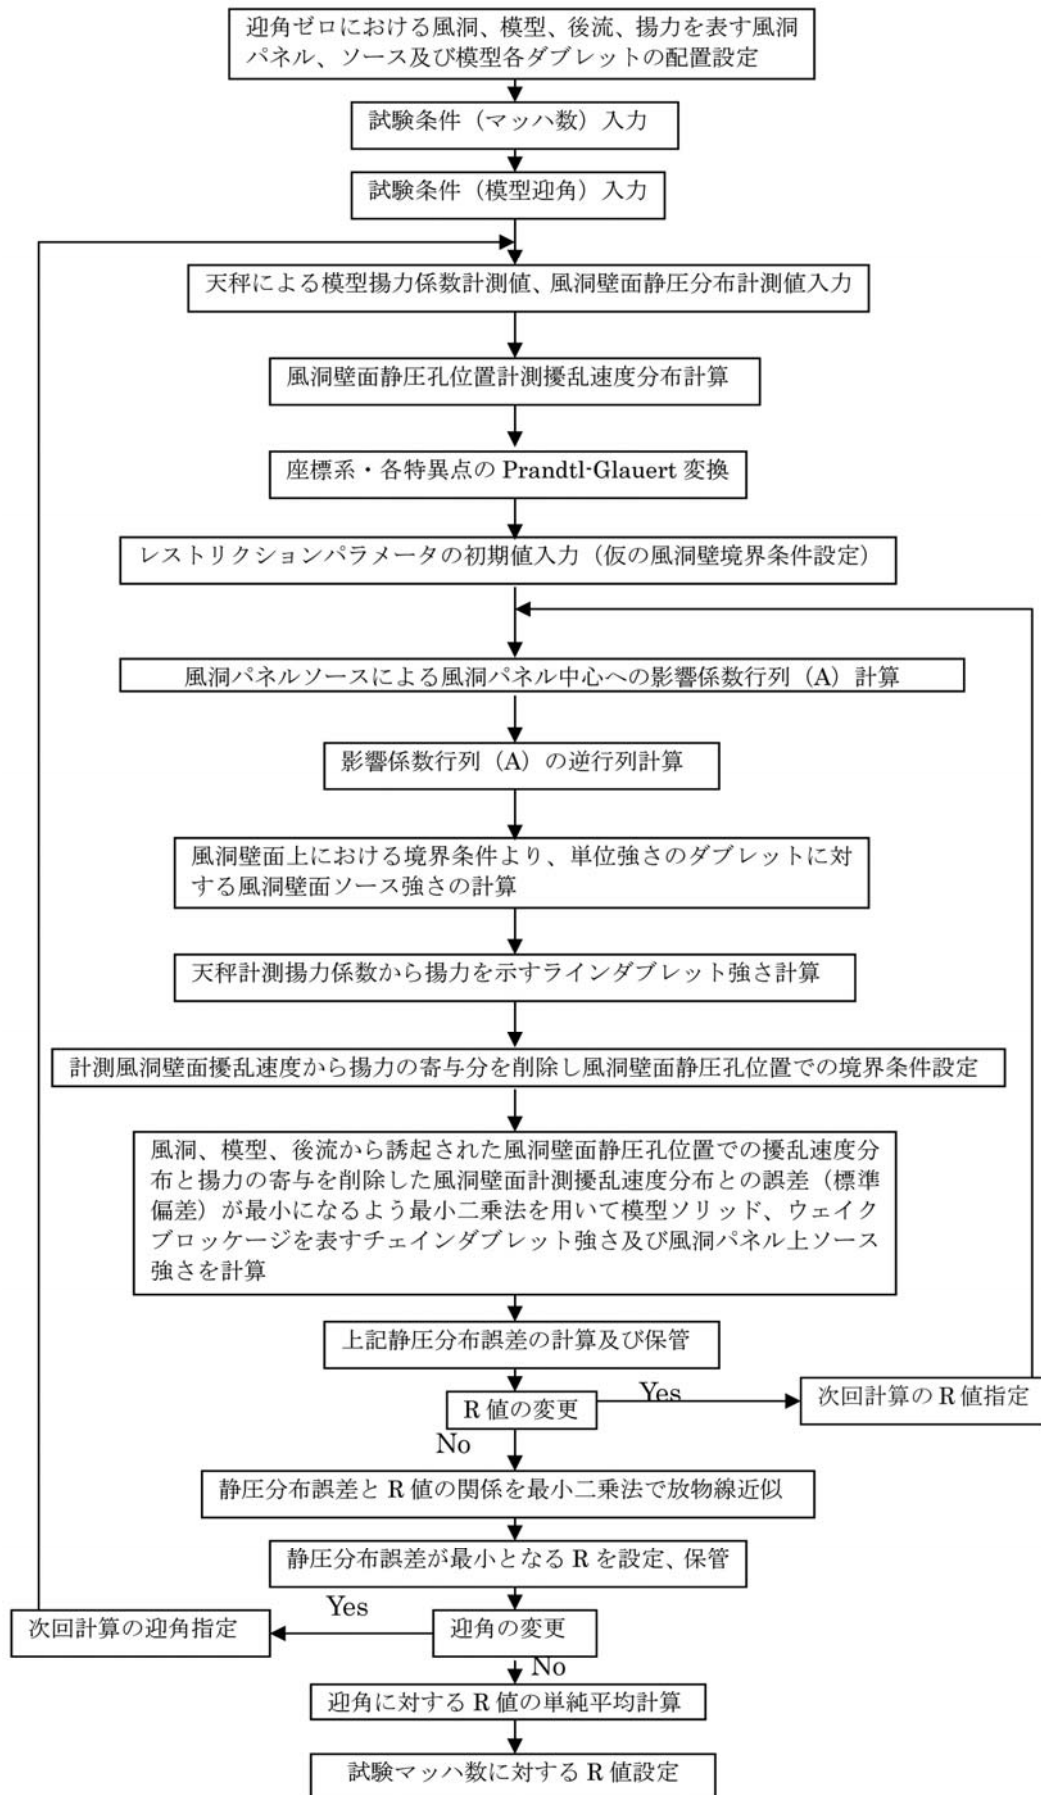 迎角ゼロにおける風洞、模型、後流、揚力を表す風洞
パネル、ソース及び模型各ダブレットの配置設定
試験条件（マッハ数）入力
試験条件（模型迎角）入力
天秤による模型揚力係数計測値、風洞壁面静圧分布計測値入力
風洞壁面静圧孔位置計測擾乱速度分布計算
座標系・各特異点の Prandtl-Glauert 変換
レストリクションパラメータの初期値入力（仮の風洞壁境界条件設定）
風洞パネルソースによる風洞パネル中心への影響係数行列（A）計算
影響係数行列（A）の逆行列計算
風洞壁面上における境界条件より、単位強さのダブレットに対
する風洞壁面ソース強さの計算
天秤計測揚力係数から揚力を示すラインダブレット強さ計算
計測風洞壁面擾乱速度から揚力の寄与分を削除し風洞壁面静圧孔位置での境界条件設定
風洞、模型、後流から誘起された風洞壁面静圧孔位置での擾乱速度分
布と揚力の寄与を削除した風洞壁面計測擾乱速度分布との誤差（標準
偏差）が最小になるよう最小二乗法を用いて模型ソリッド、ウェイク
ブロッケージを表すチェインダブレット強さ及び風洞パネル上ソース
強さを計算
上記静圧分布誤差の計算及び保管
R 値の変更
Yes
次回計算の R 値指定
No
静圧分布誤差と R 値の関係を最小二乗法で放物線近似
静圧分布誤差が最小となる R を設定、保管
迎角の変更
Yes
次回計算の迎角指定
No
迎角に対する R 値の単純平均計算
試験マッハ数に対する R 値設定